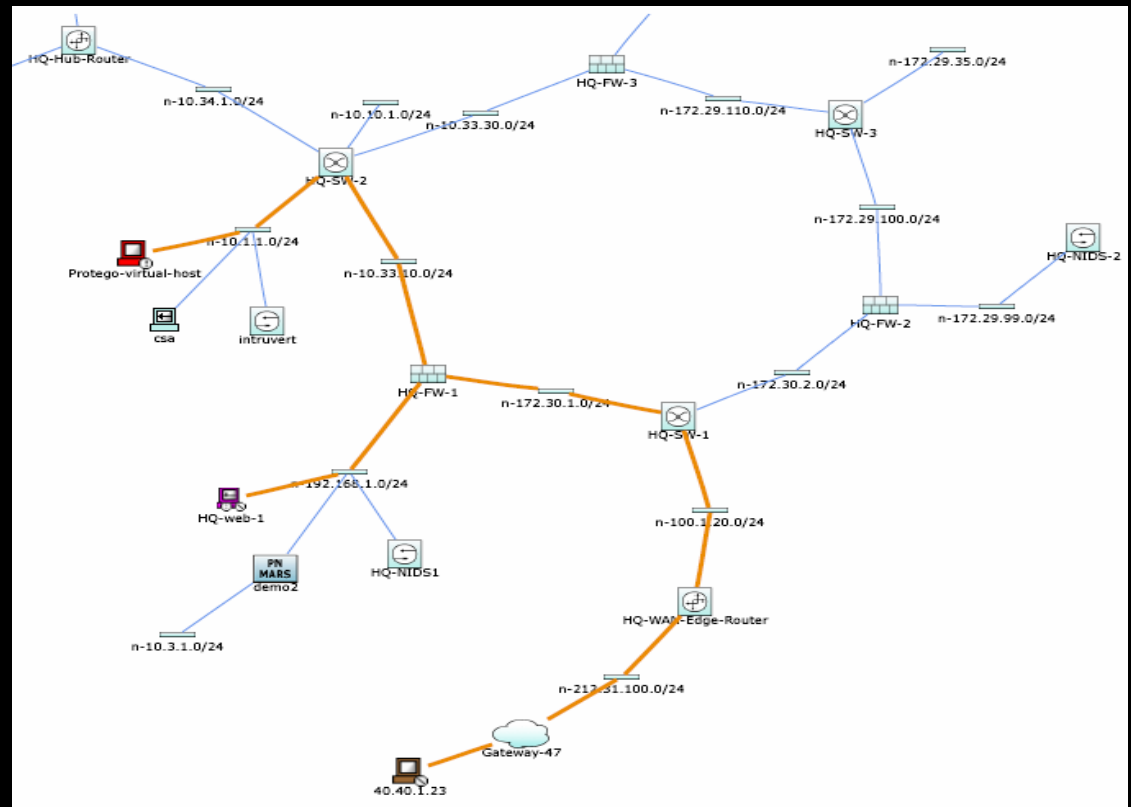 HQ-Hub-Router
n-10.34.1.0/24
n-10.10.1.0/24
n-10.33.30.0/24
HQ-FW-3
n-172.29.110.0/24
n-172.29.35.0/24
HQ-SW-3
HQ-SW-2
n-172.29.100.0/24
n-10.1.1.0/24
HQ-NIDS-2
Protego-virtual-host
n-10.33.10.0/24
csa
intruvert
HQ-FW-2
n-172.29.99.0/24
n-172.30.2.0/24
HQ-FW-1
n-172.30.1.0/24
HQ-SW-1
n-192.168.1.0/24
HQ-web-1
n-100.1.20.0/24
PN
MARS
demo2
HQ-NIDS1
HQ-WAN-Edge-Router
n-10.3.1.0/24
n-212.31.100.0/24
Gateway-47
40.40.1.23